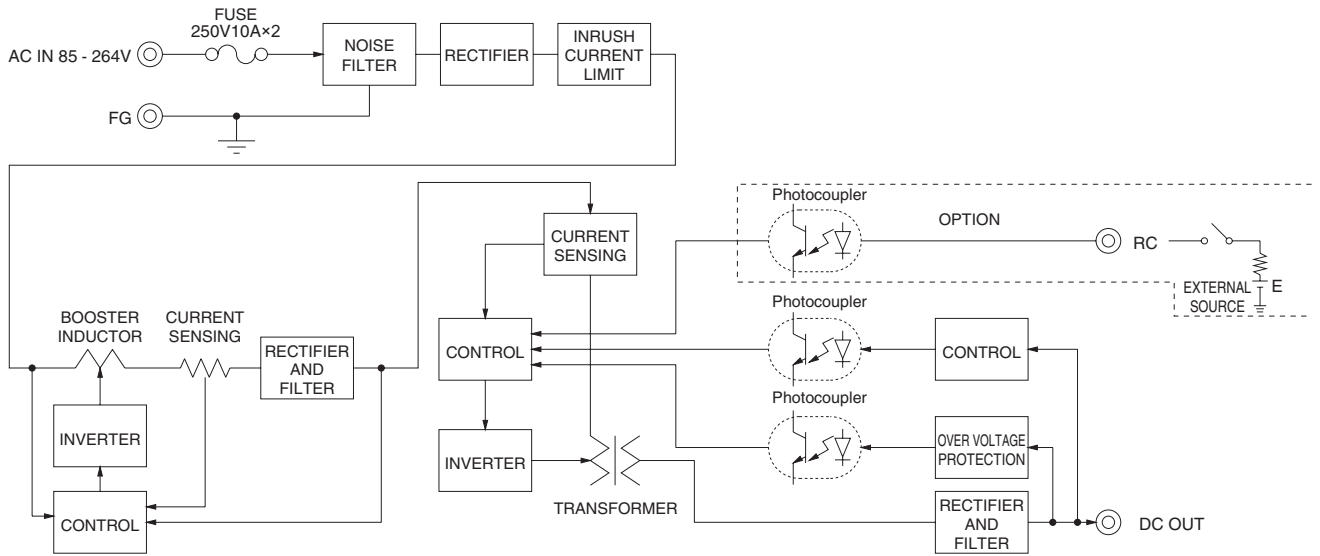 FUSE
250V10A×2
AC IN 85 - 264V
NOISE
FILTER
RECTIFIER
INRUSH
CURRENT
LIMIT
FG
Photocoupler
OPTION
RC
CURRENT
SENSING
EXTERNAL
SOURCE
E
Photocoupler
BOOSTER
INDUCTOR
CURRENT
SENSING
RECTIFIER
AND
FILTER
CONTROL
CONTROL
Photocoupler
INVERTER
INVERTER
OVER VOLTAGE
PROTECTION
TRANSFORMER
CONTROL
RECTIFIER
AND
FILTER
DC OUT